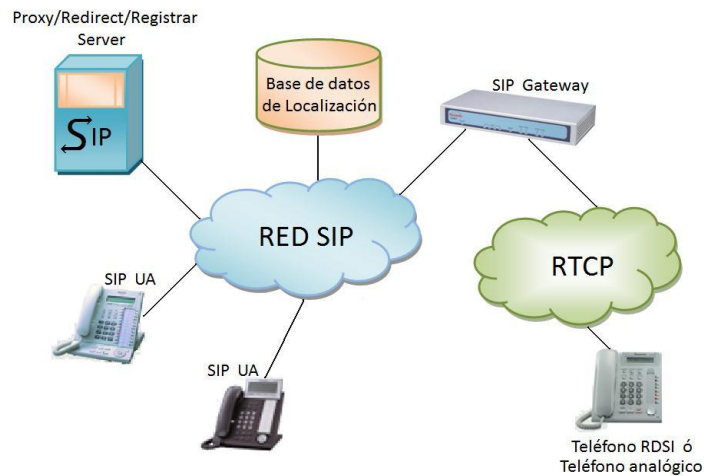 Proxy/Redirect/Registrar
Server
SIP
Base de datos
de Localización
SIP Gateway
RED SIP
RTCP
SIP UA
SIP UA
Teléfono RDSI ó
Teléfono analógico